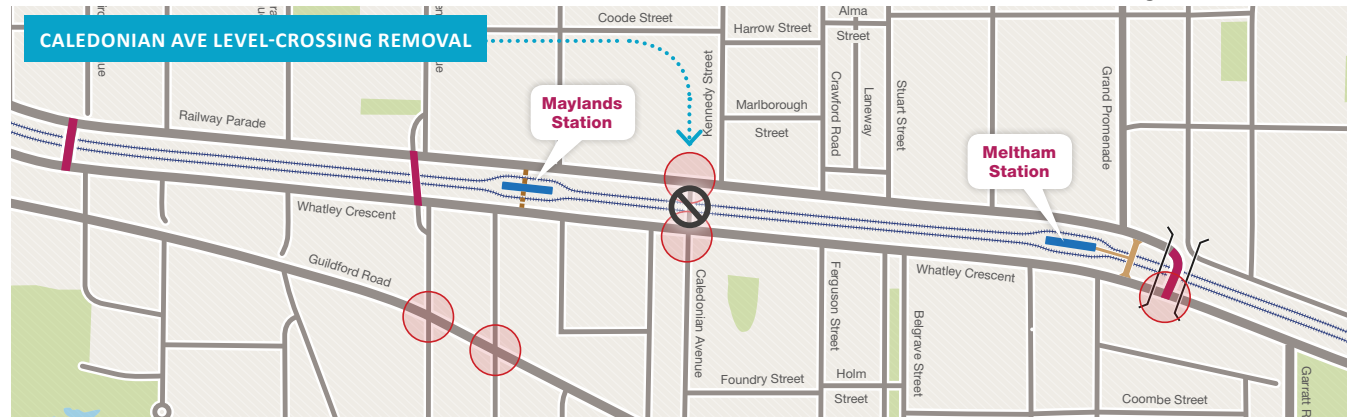 CALEDONIAN AVE LEVEL-CROSSING REMOVAL
Coode Street
Harrow Street
Alma
Street
Kennedy Street
Marlborough
Street
Crawford Road
Laneway
Stuart Street
Grand Promenade
Railway Parade
Maylands
Station
Meltham
Station
Whatley Crescent
Guildford Road
Caledonian Avenue
Ferguson Street
Belgrave Street
Whatley Crescent
Foundry Street
Holm
Street
Coombe Street
Garratt